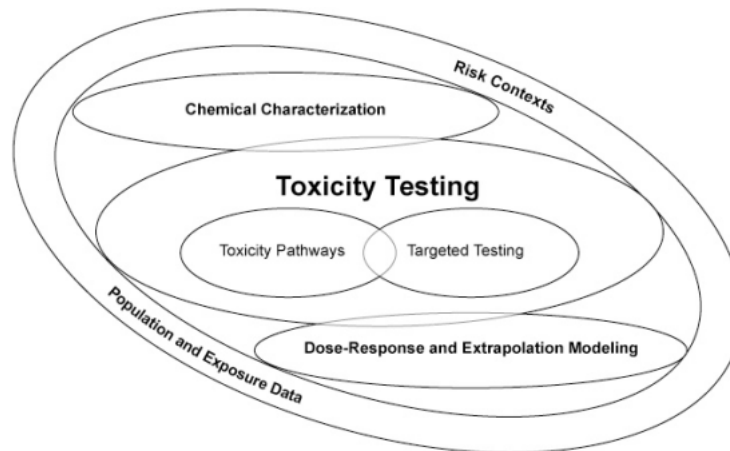 Risk Contexts
Chemical Characterization
Toxicity Testing
Toxicity Pathways
Targeted Testing
Dose-Response and Extrapolation Modeling
Population and Exposure Data